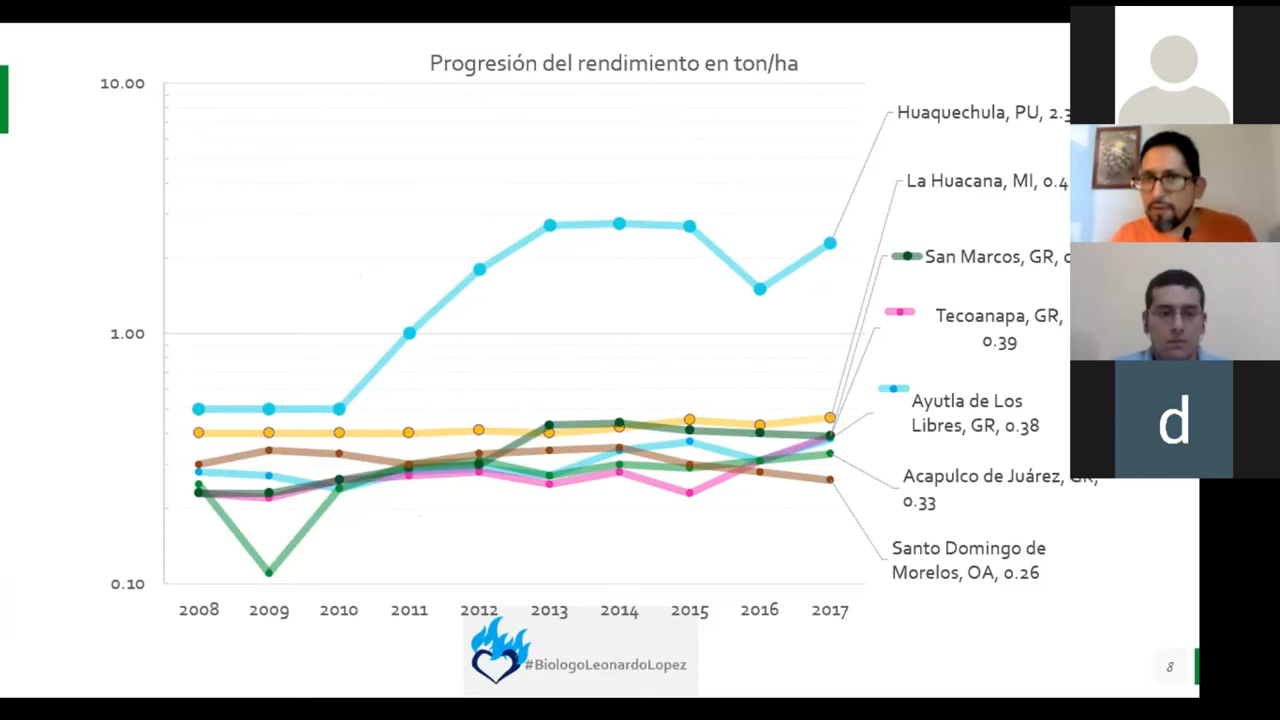 Progresión del rendimiento en ton/ha
10.00
1.00
0.10
2008 2009 2010 2011 2012 2013 2014 2015 2016 2017
Huaquechula, PU, 2.3
La Huacana, MI, 0.4
San Marcos, GR, 0
Tecoanapa, GR,
0.39
Ayutla de Los
Libres, GR, 0.38
Acapulco de Juárez, GR,
0.33
Santo Domingo de
Morelos, OA, 0.26
#BiologoLeonardoLopez
8
d